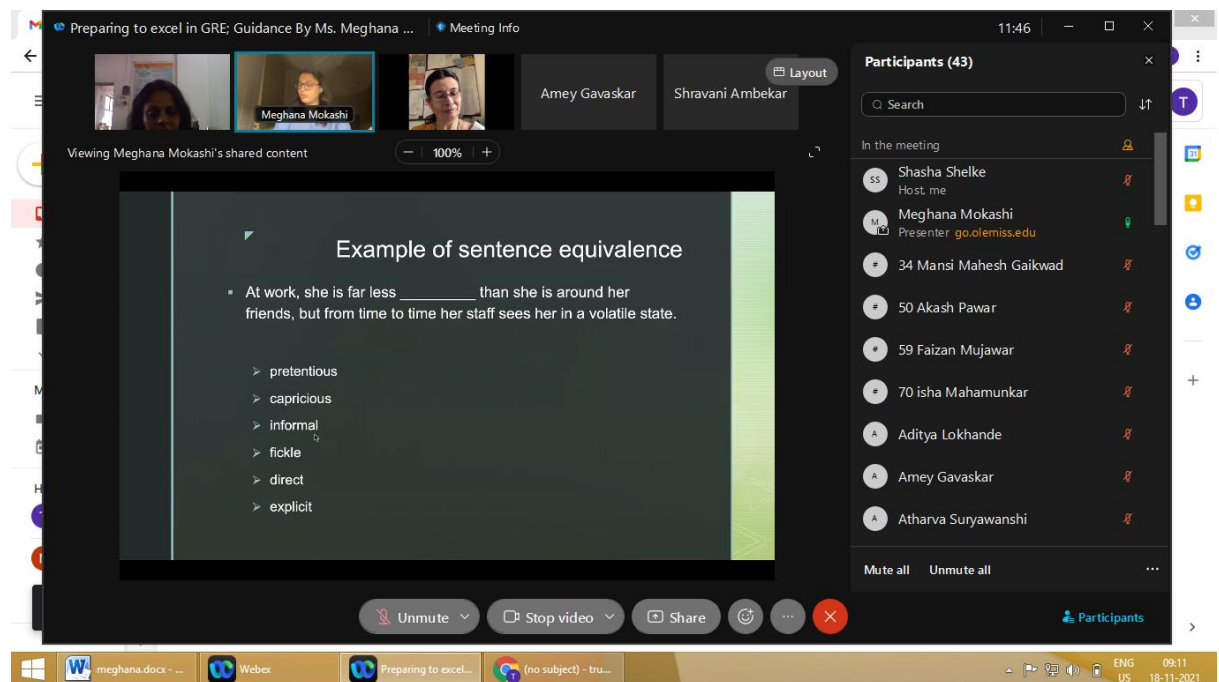 Preparing to excel in GRE; Guidance By Ms. Meghana ...
Meeting Info
11:46
Layout
Meghana Mokashi
Amey Gavaskar
Shravani Ambekar
Viewing Meghana Mokashi's shared content
100%
Example of sentence equivalence
At work, she is far less __________ than she is around her
friends, but from time to time her staff sees her in a volatile state.
pretentious
capricious
informal
fickle
direct
explicit
Participants (43)
Search
In the meeting
SS
Shasha Shelke
Host, me
M
Meghana Mokashi
Presenter go.olemiss.edu
# 34 Mansi Mahesh Gaikwad
# 50 Akash Pawar
# 59 Faizan Mujawar
# 70 isha Mahamunkar
A Aditya Lokhande
A Amey Gavaskar
A Atharva Suryawanshi
Mute all Unmute all
Unmute
Stop video
Share
Participants
T
31
M
H
meghana.docx - ...
Webex
Preparing to excel...
(no subject) - tru...
ENG
US
09:11
18-11-2021